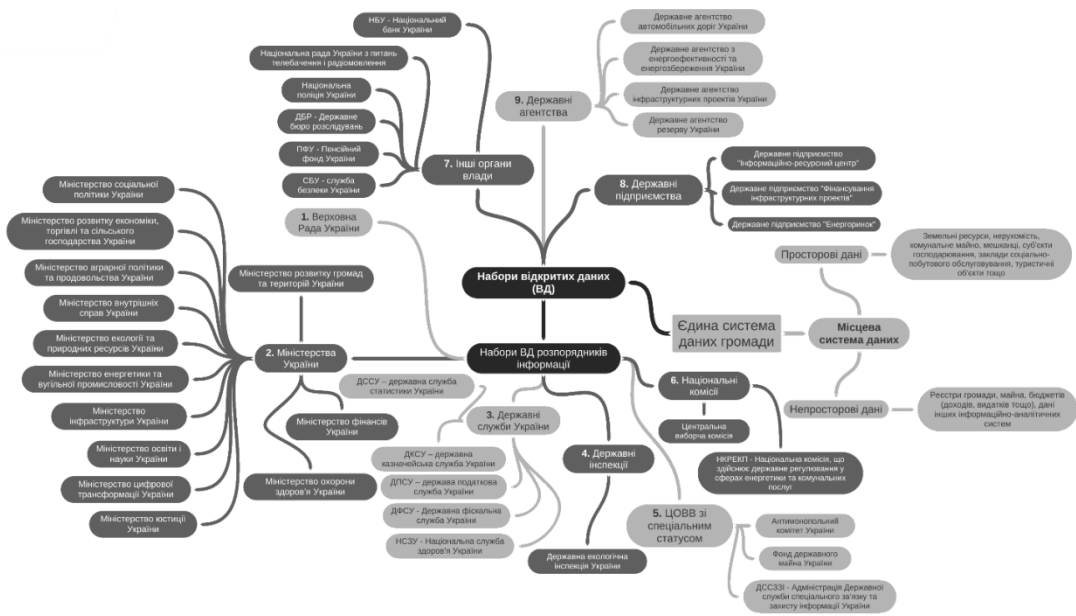 НБУ - Національний
банк України
Національна рада України з питань
телебачення і радіомовлення
Національна
поліція України
ДБР - Державне
бюро розслідувань
ПФУ - Пенсійний
фонд України
СБУ - служба
безпеки України
7. Інші органи
влади
Державне агентство
автомобільних доріг України
Державне агентство з
енергоефективності та
енергозбереження України
Державне агентство
інфраструктурних проектів України
Державне агентство
резерву України
9. Державні
агентства
8. Державні
підприємства
Державне підприємство
"Інформаційно-ресурсний центр"
Державне підприємство "Фінансування
інфраструктурних проектів"
Державне підприємство "Енергоринок"
1. Верховна
Рада України
Набори відкритих даних
(ВД)
Єдина система
даних громади
Місцева
система даних
Просторові дані
Земельні ресурси, нерухомість,
комунальне майно, мешканці, суб'єкти
господарювання, заклади соціально-
побутового обслуговування, туристичні
об'єкти тощо
Непросторові дані
Реєстри громади, майна, бюджетів
(доходів, видатків тощо), дані
інших інформаційно-аналітичних
систем
Міністерство соціальної
політики України
Міністерство розвитку економіки,
торгівлі та сільського
господарства України
Міністерство аграрної політики
та продовольства України
Міністерство внутрішніх
справ України
Міністерство екології та
природних ресурсів України
Міністерство енергетики та
вугільної промисловості України
Міністерство
інфраструктури України
Міністерство освіти і
науки України
Міністерство цифрової
трансформації України
Міністерство юстиції
України
Міністерство розвитку громад
та територій України
2. Міністерства
України
Міністерство фінансів
України
Міністерство охорони
здоров'я України
Набори ВД розпорядників
інформації
ДССУ – державна служба
статистики України
3. Державні
служби України
ДКСУ – державна
казначейська служба України
ДПСУ – держава податкова
служба України
ДФСУ - Державна фіскальна
служба України
НСЗУ - Національна служба
здоров'я України
4. Державні
інспекції
Державна екологічна
інспекція України
6. Національні
комісії
Центральна
виборча комісія
НКРЕКП - Національна комісія, що
здійснює державне регулювання у
сферах енергетики та комунальних
послуг
5. ЦОВВ зі
спеціальним
статусом
Антимонопольний
комітет України
Фонд державного
майна України
ДССЗЗІ - Адміністрація Державної
служби спеціального зв'язку та
захисту інформації України